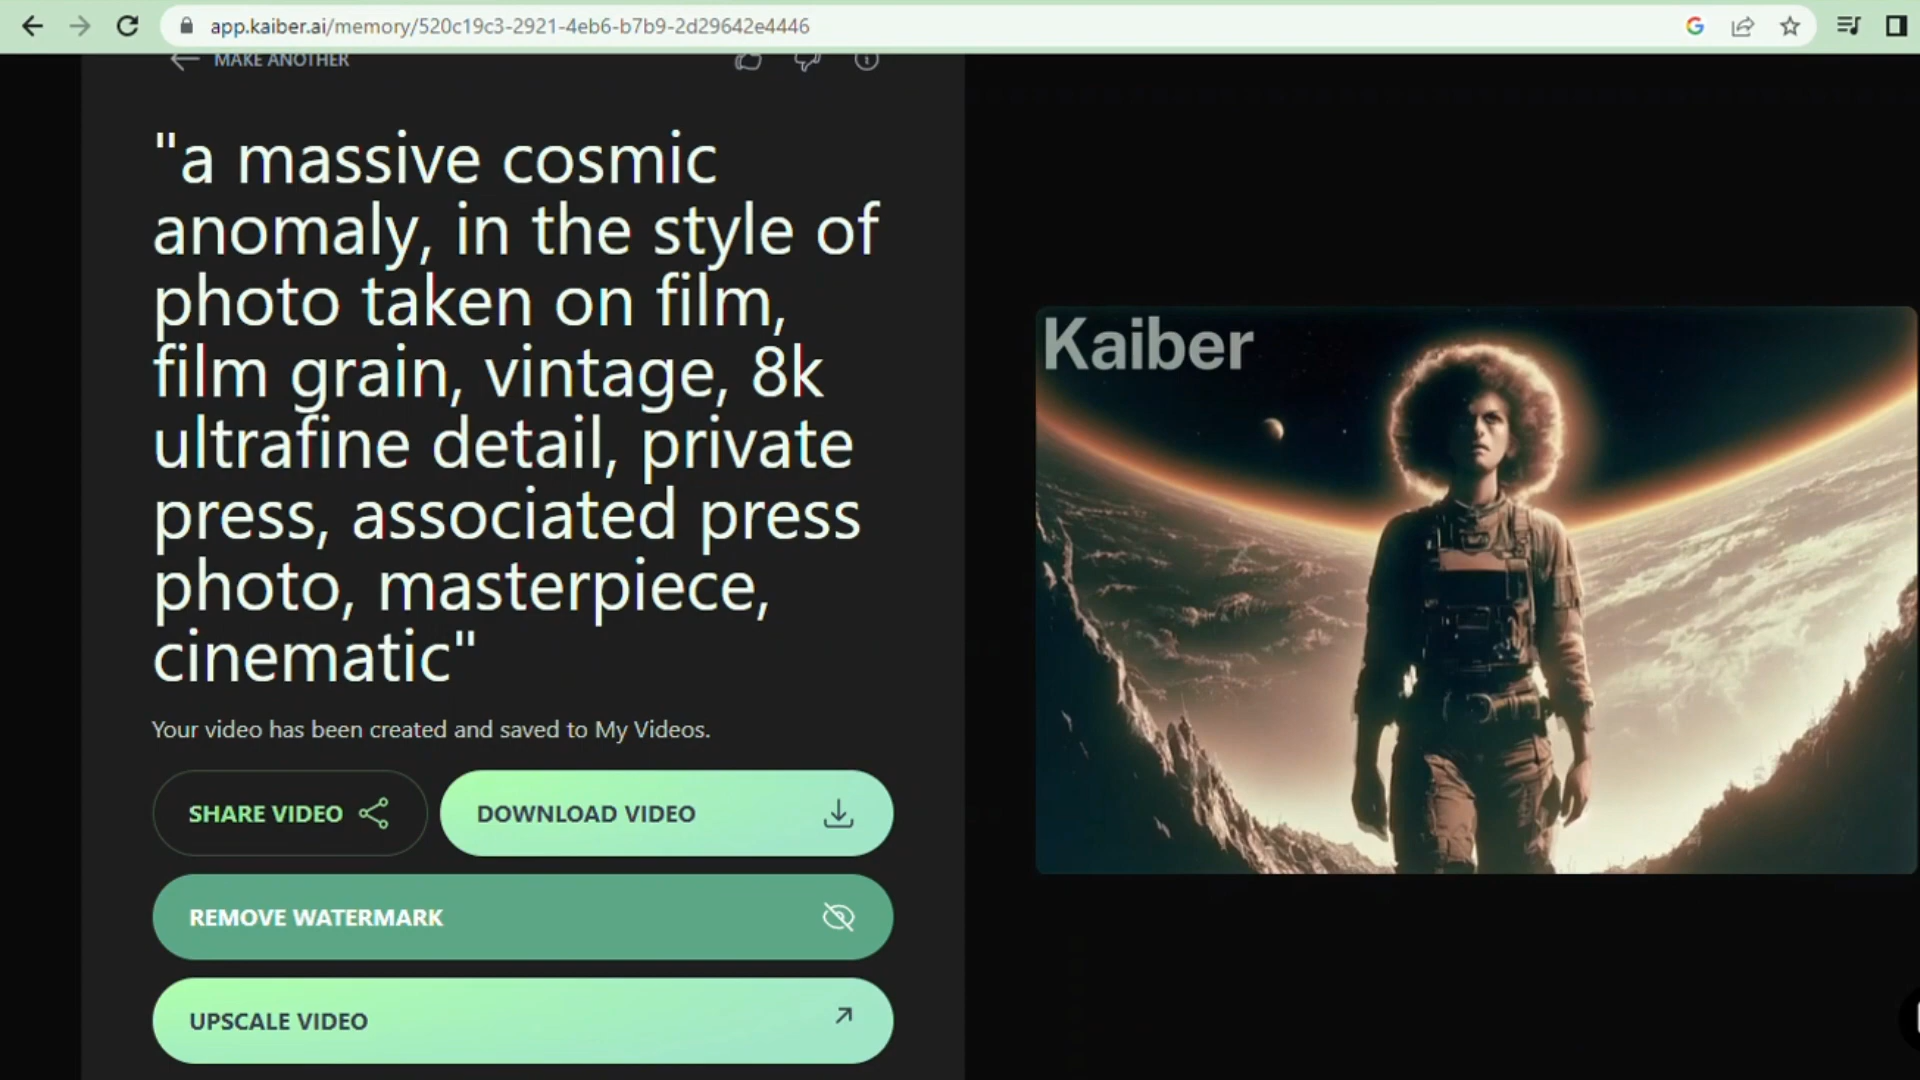 app.kaiber.ai/memory/520c19c3-2921-4eb6-b7b9-2d29642e4446
MAKE ANOTHER
"a massive cosmic
anomaly, in the style of
photo taken on film,
film grain, vintage, 8k
ultrafine detail, private
press, associated press
photo, masterpiece,
cinematic"
Your video has been created and saved to My Videos.
SHARE VIDEO
DOWNLOAD VIDEO
REMOVE WATERMARK
UPSCALE VIDEO
Kaiber